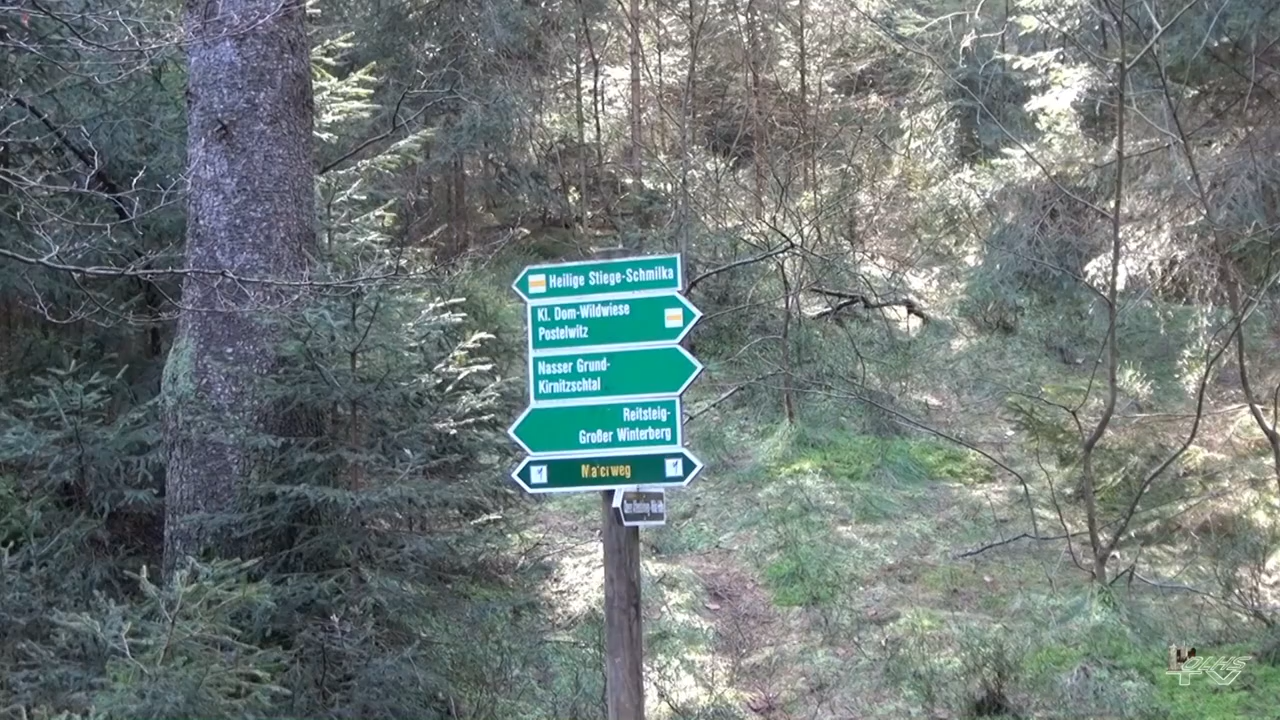 Heilige Stiege-Schmilka
Kl. Dom-Wildwiese
Postelwitz
Nasser Grund-
Kirnitzschtal
Reitsteig-
Großer Winterberg